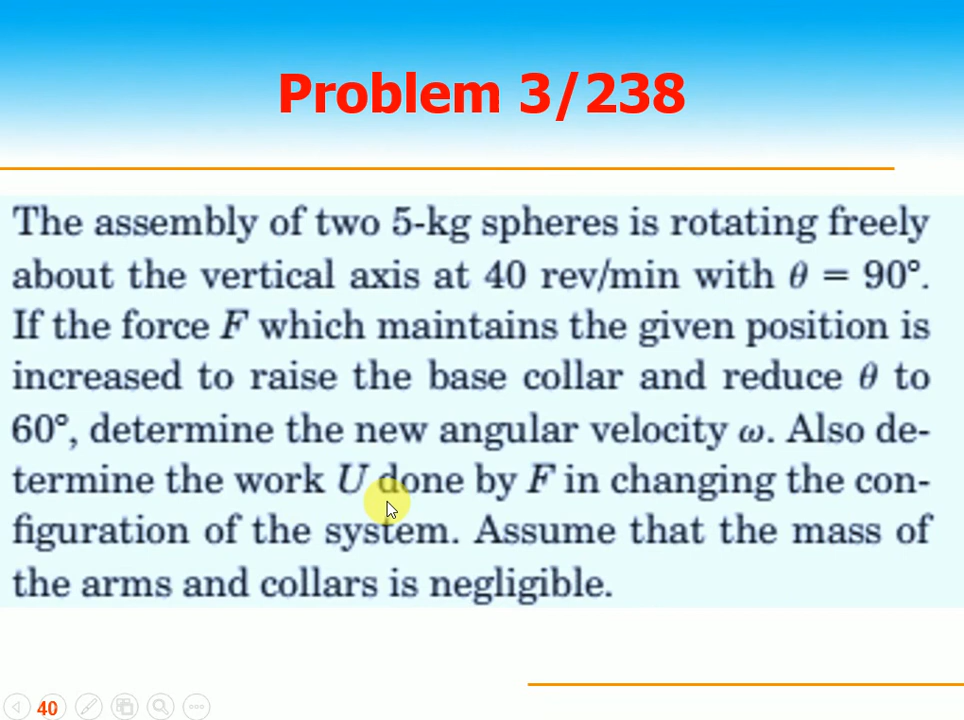 Problem 3/238
The assembly of two 5-kg spheres is rotating freely
about the vertical axis at 40 rev/min with θ = 90°.
If the force F which maintains the given position is
increased to raise the base collar and reduce θ to
60°, determine the new angular velocity ω. Also de-
termine the work U done by F in changing the con-
figuration of the system. Assume that the mass of
the arms and collars is negligible.
40